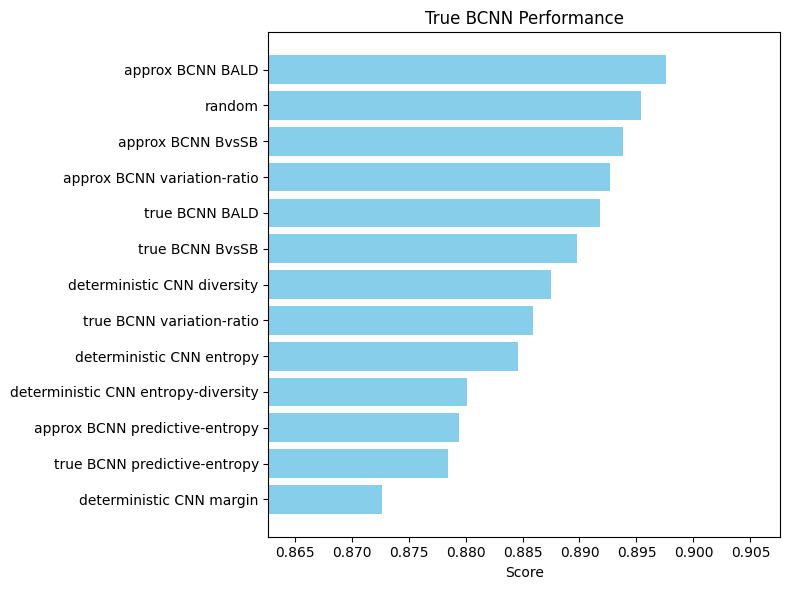 True BCNN Performance
approx BCNN BALD
random
approx BCNN BvsSB
approx BCNN variation-ratio
true BCNN BALD
true BCNN BvsSB
deterministic CNN diversity
true BCNN variation-ratio
deterministic CNN entropy
deterministic CNN entropy-diversity
approx BCNN predictive-entropy
true BCNN predictive-entropy
deterministic CNN margin
0.865 0.870 0.875 0.880 0.885 0.890 0.895 0.900 0.905
Score